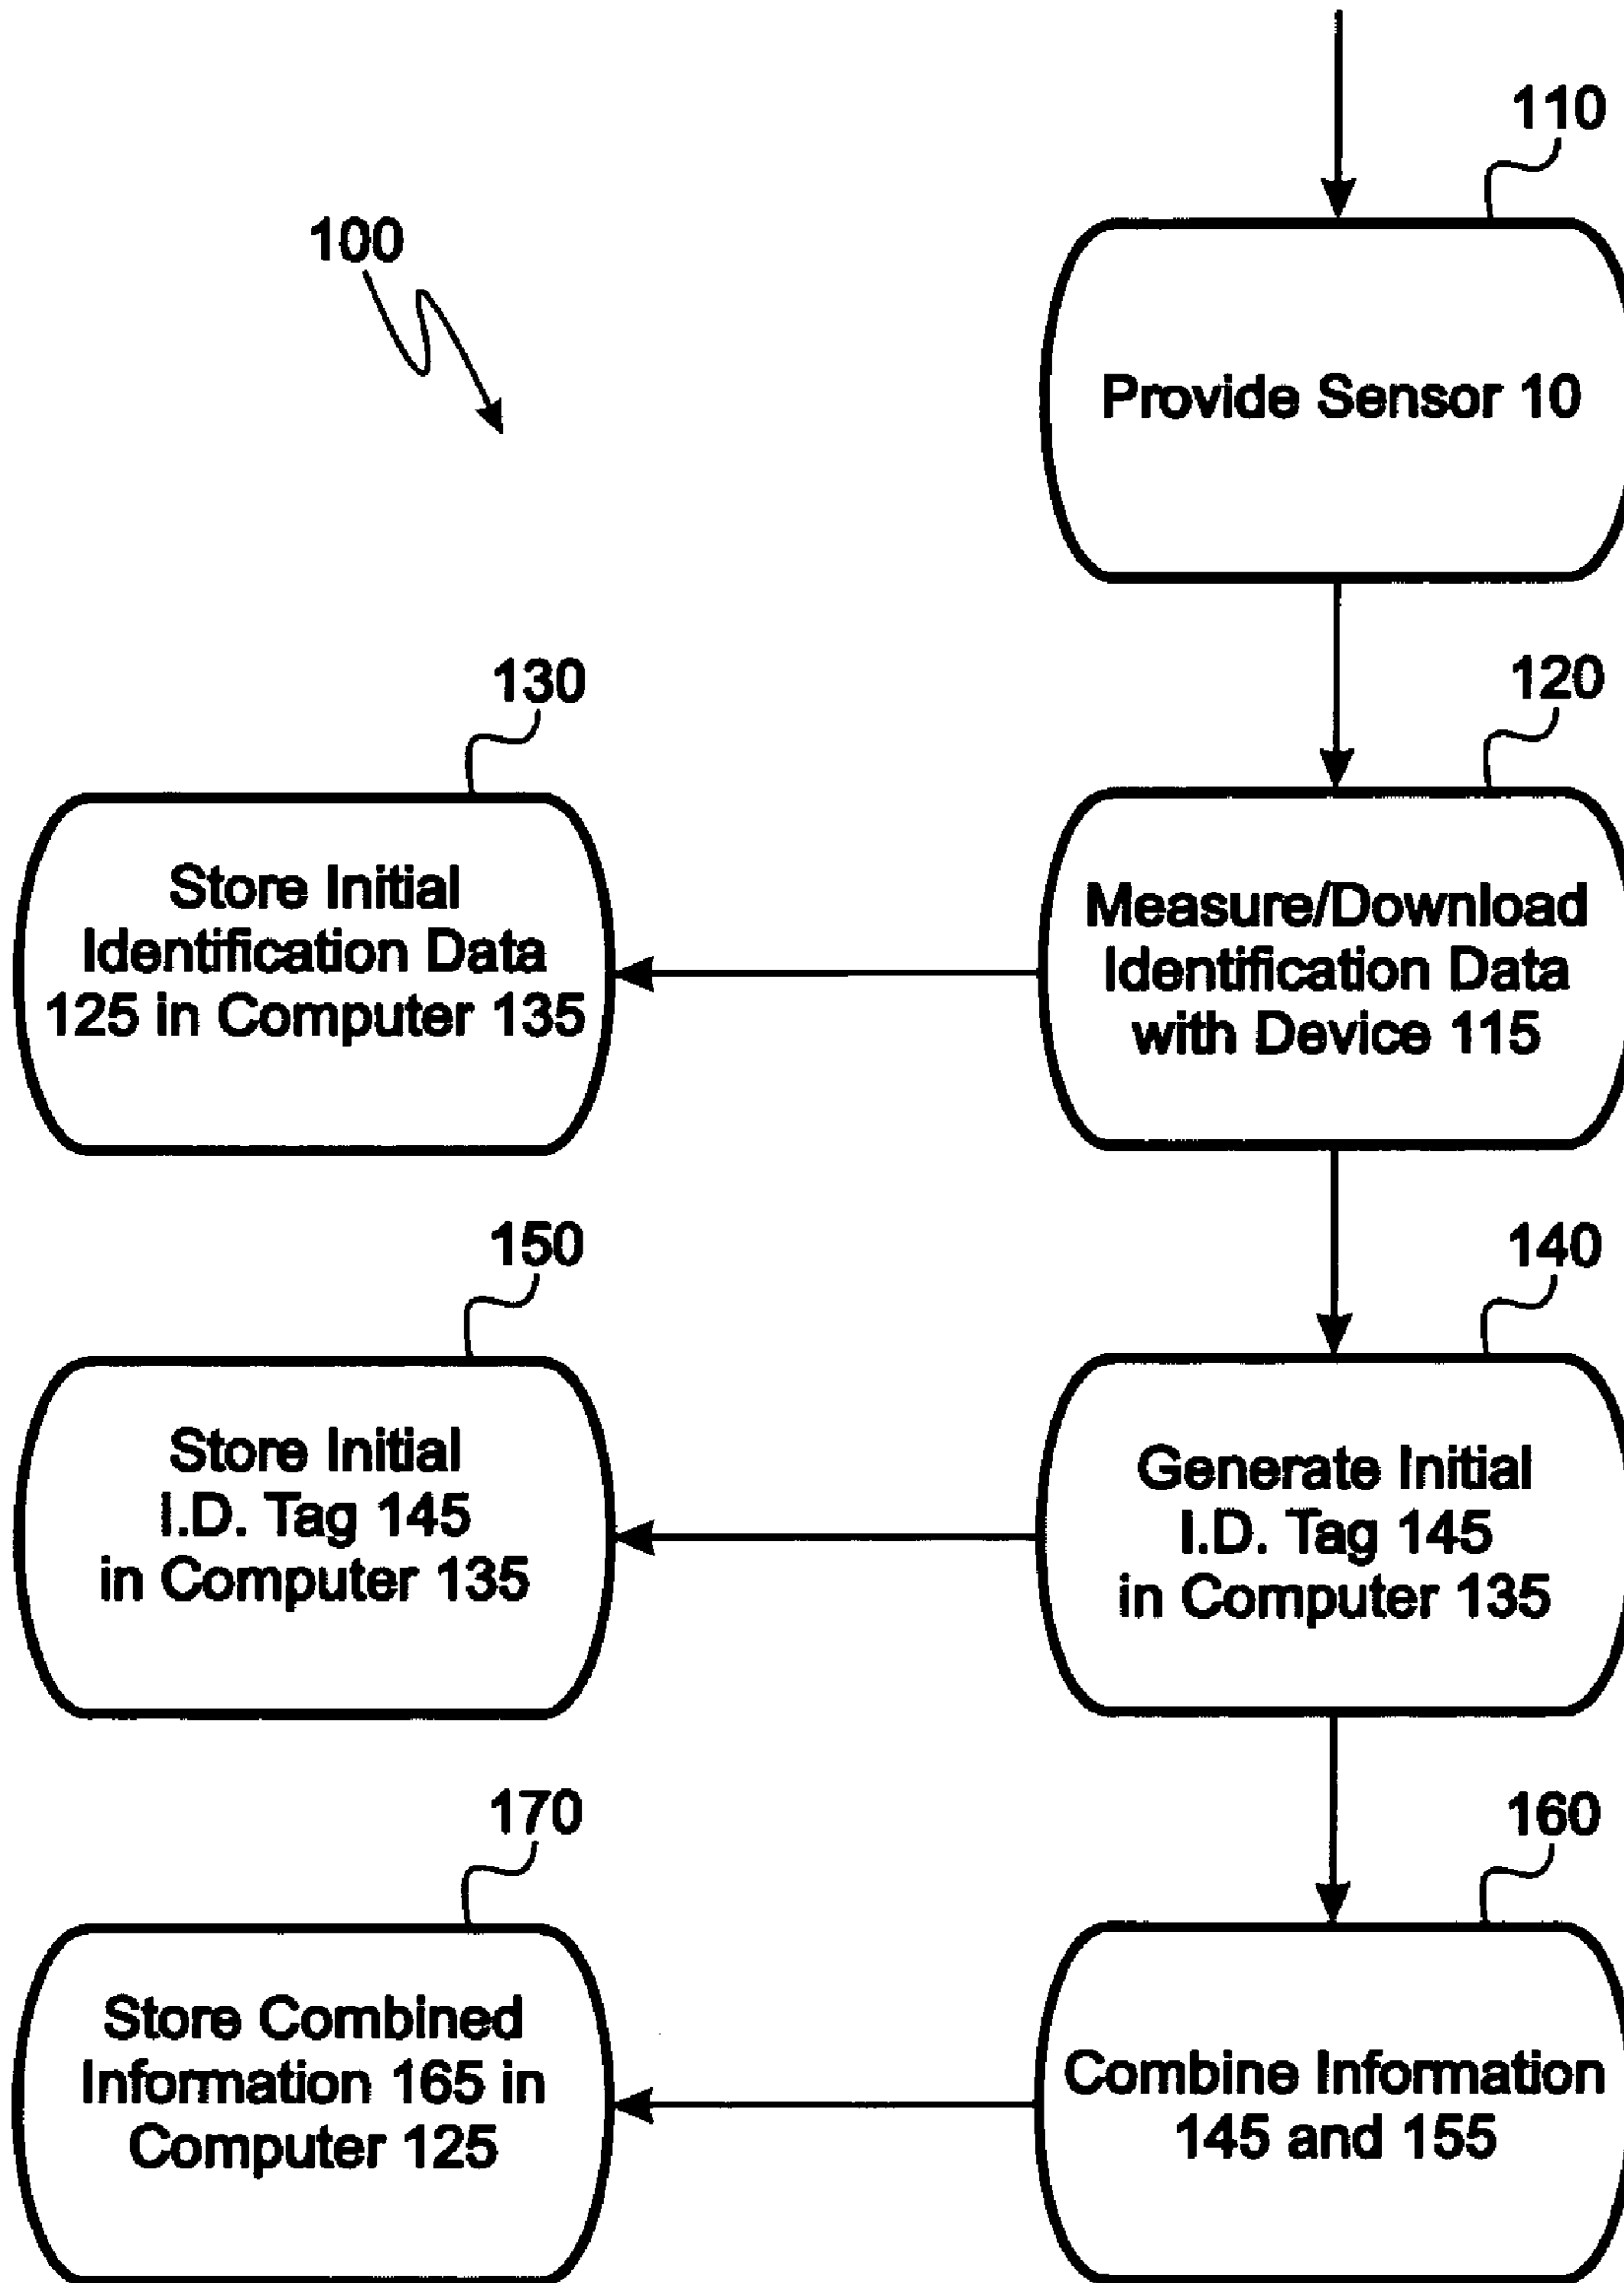 110
100
Provide Sensor 10
130
120
Store Initial
Identification Data
125 in Computer 135
Measure/Download
Identification Data
with Device 115
150
140
Store Initial
I.D. Tag 145
in Computer 135
Generate Initial
I.D. Tag 145
in Computer 135
170
160
Store Combined
Information 165 in
Computer 125
Combine Information
145 and 155